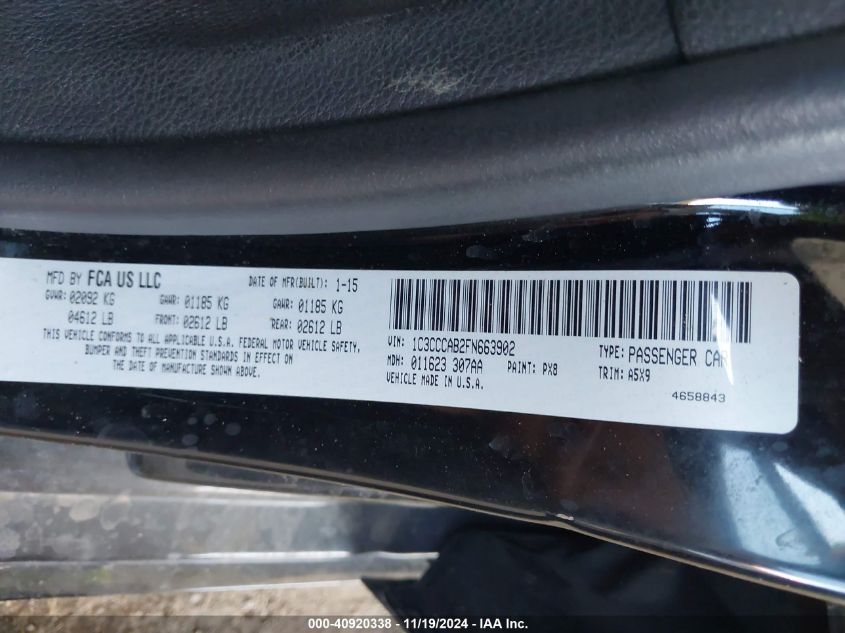 MFD BY FCA US LLC
DATE OF MFR(BUILT): 1-15
GVWR: 02092 KG GAWR: 01185 KG GAWR: 01185 KG
04612 LB FRONT: 02612 LB REAR: 02612 LB
THIS VEHICLE CONFORMS TO ALL APPLICABLE U.S.A. FEDERAL MOTOR VEHICLE SAFETY,
BUMPER AND THEFT PREVENTION STANDARDS IN EFFECT ON THE DATE OF
MANUFACTURE SHOWN ABOVE.
VIN: 1C3CCCAB2FN663902 TYPE: PASSENGER CAR
MDH: 011623 307AA PAINT: PX8 TRIM: A5X9
VEHICLE MADE IN U.S.A.
4658843
000-40920338 - 11/19/2024 - IAA Inc.